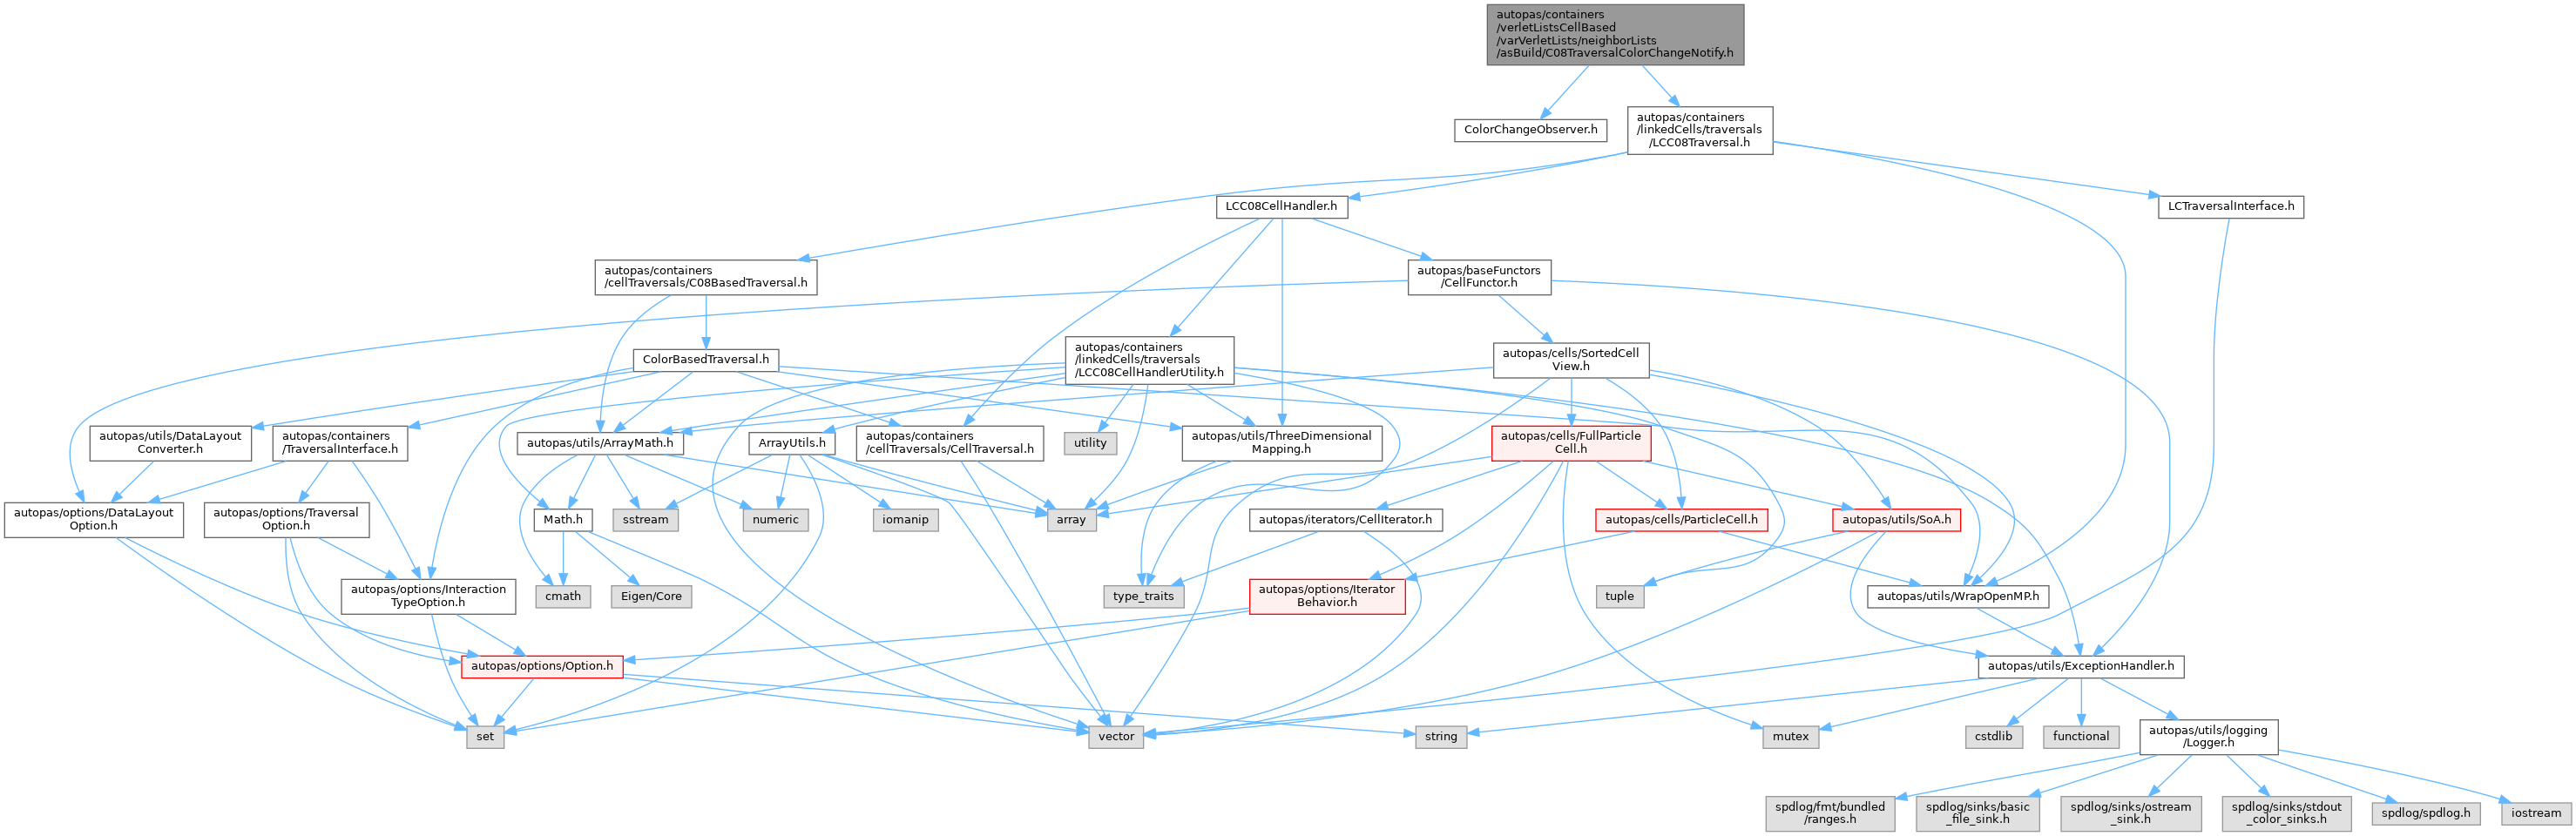 autopas/containers
/verletListsCellBased
/varVerletLists/neighborLists
/asBuild/C08TraversalColorChangeNotify.h
ColorChangeObserver.h
autopas/containers
/linkedCells/traversals
/LCC08Traversal.h
LCC08CellHandler.h
LCTraversalInterface.h
autopas/containers
/cellTraversals/C08BasedTraversal.h
autopas/baseFunctors
/CellFunctor.h
ColorBasedTraversal.h
autopas/containers
/linkedCells/traversals
/LCC08CellHandlerUtility.h
autopas/cells/SortedCell
View.h
autopas/utils/DataLayout
Converter.h
autopas/containers
/TraversalInterface.h
autopas/utils/ArrayMath.h
ArrayUtils.h
autopas/containers
/cellTraversals/CellTraversal.h
utility
autopas/utils/ThreeDimensional
Mapping.h
autopas/cells/FullParticle
Cell.h
autopas/options/DataLayout
Option.h
autopas/options/Traversal
Option.h
Math.h
sstream
numeric
iomanip
array
autopas/iterators/CellIterator.h
autopas/cells/ParticleCell.h
autopas/utils/SoA.h
autopas/options/Interaction
TypeOption.h
cmath
Eigen/Core
type_traits
autopas/options/Iterator
Behavior.h
tuple
autopas/utils/WrapOpenMP.h
autopas/options/Option.h
autopas/utils/ExceptionHandler.h
set
vector
string
mutex
cstdlib
functional
autopas/utils/logging
/Logger.h
spdlog/fmt/bundled
/ranges.h
spdlog/sinks/basic
_file_sink.h
spdlog/sinks/ostream
_sink.h
spdlog/sinks/stdout
_color_sinks.h
spdlog/spdlog.h
iostream